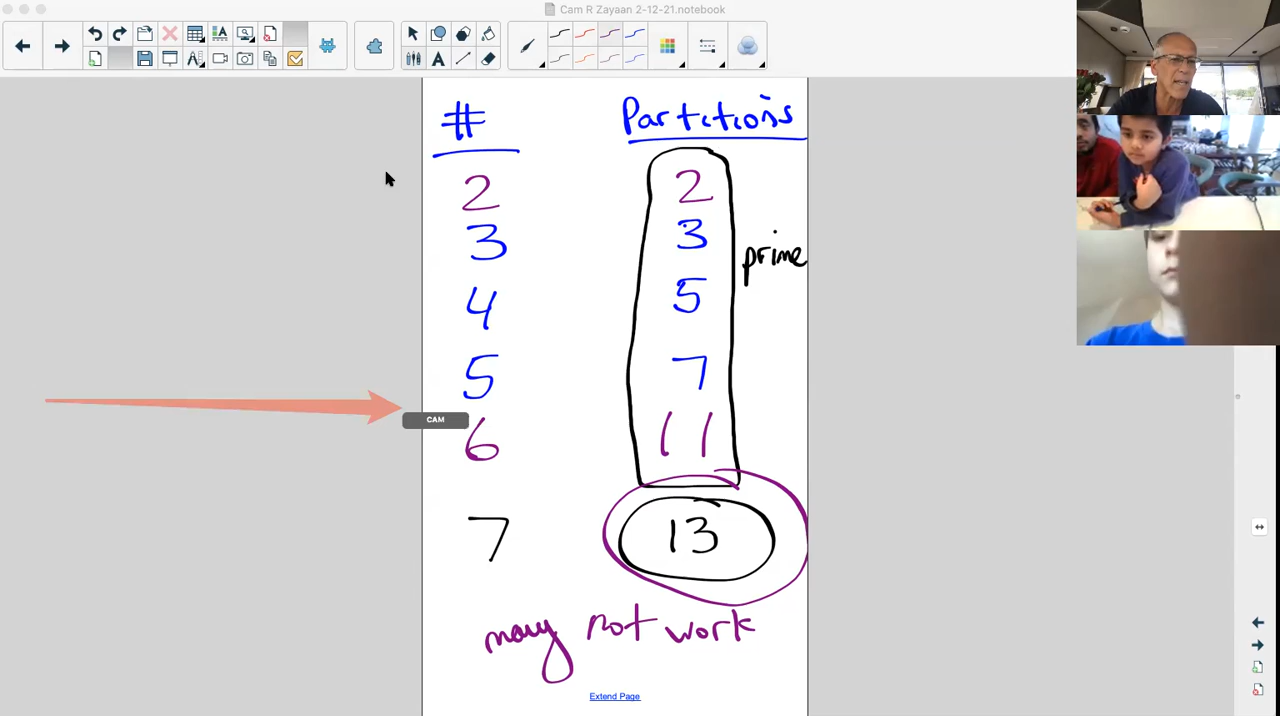 Cam R Zayaan 2-12-21.notebook
# Partitions
2 2
3 3
prime
4 5
5 7
CAM
6 11
7 13
may not work
Extend Page